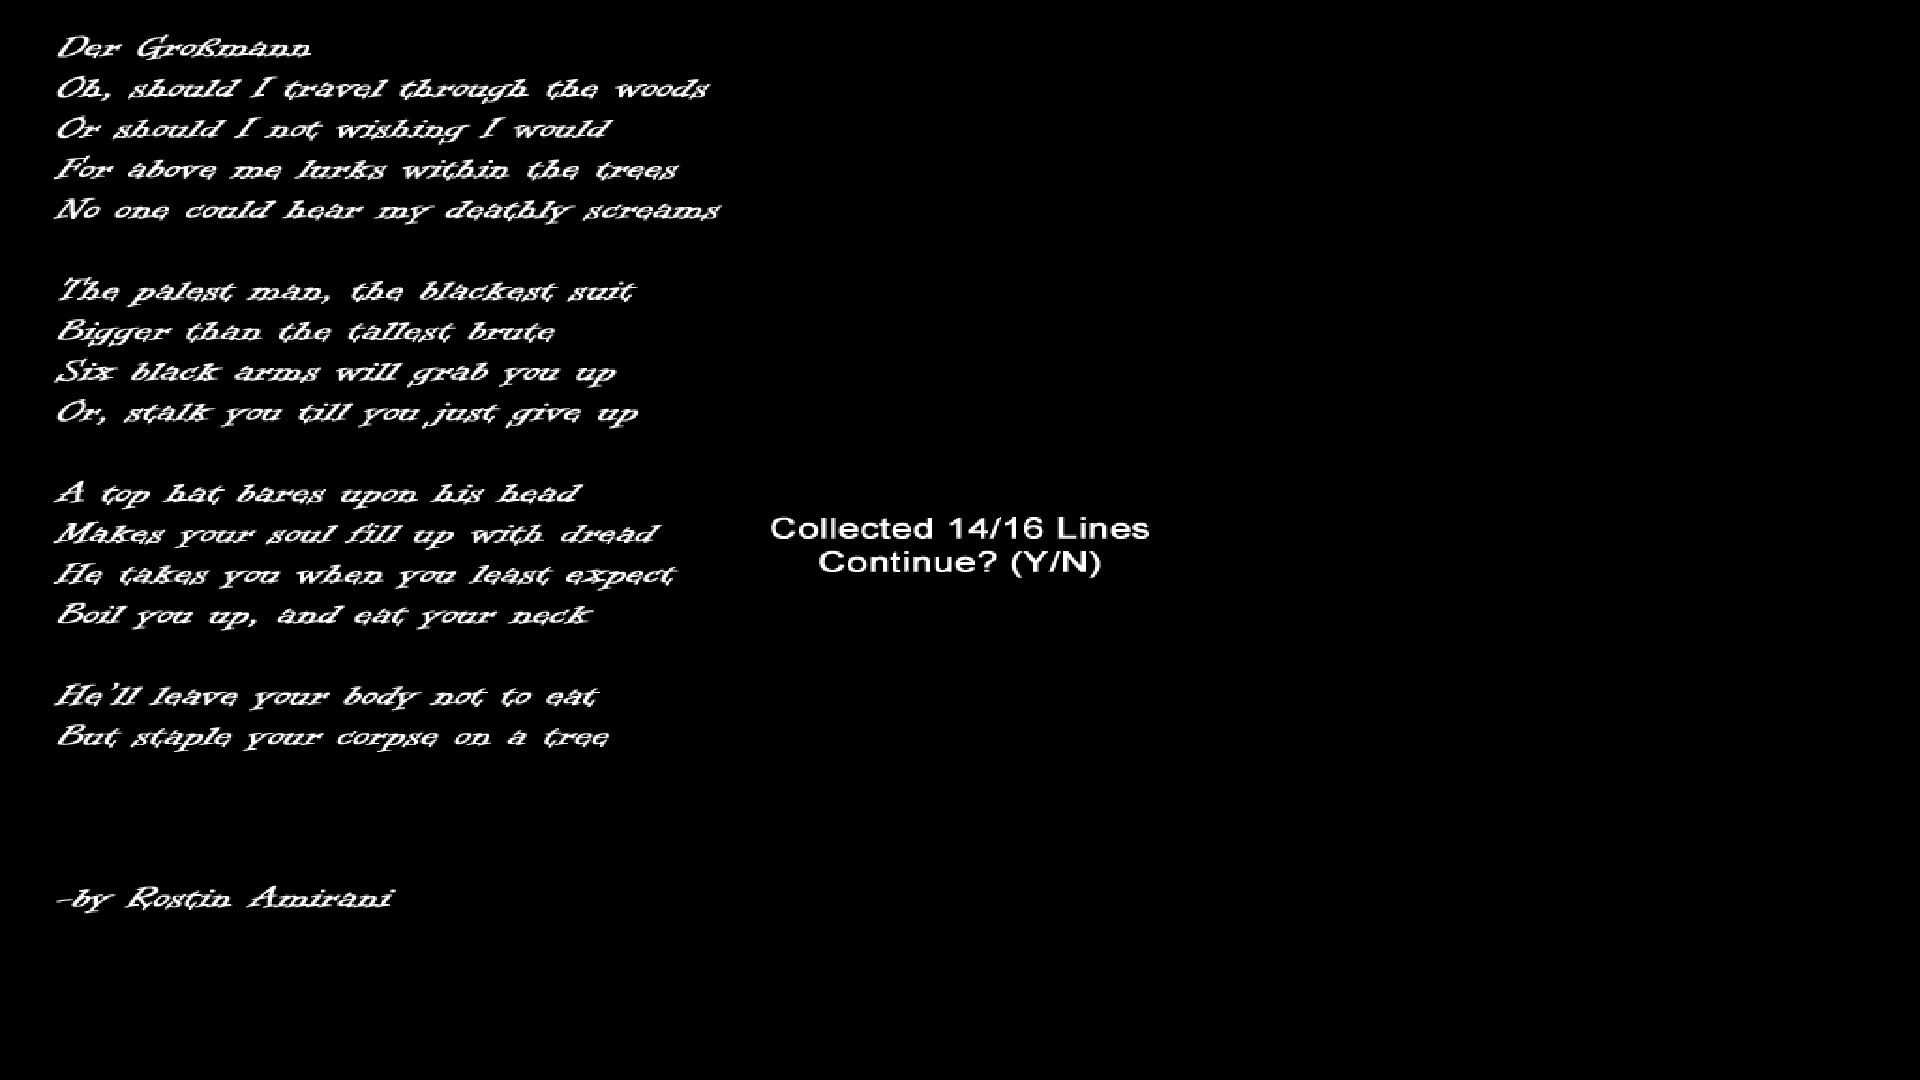 Der Großmann
Oh, should I travel through the woods
Or should I not wishing I would
For above me lurks within the trees
No one could hear my deathly screams
The palest man, the blackest suit
Bigger than the tallest brute
Six black arms will grab you up
Or, stalk you till you just give up
A top hat bares upon his head
Makes your soul fill up with dread
He takes you when you least expect
Boil you up, and eat your neck
He'll leave your body not to eat
But staple your corpse on a tree
-by Rostin Amirani
Collected 14/16 Lines
Continue? (Y/N)